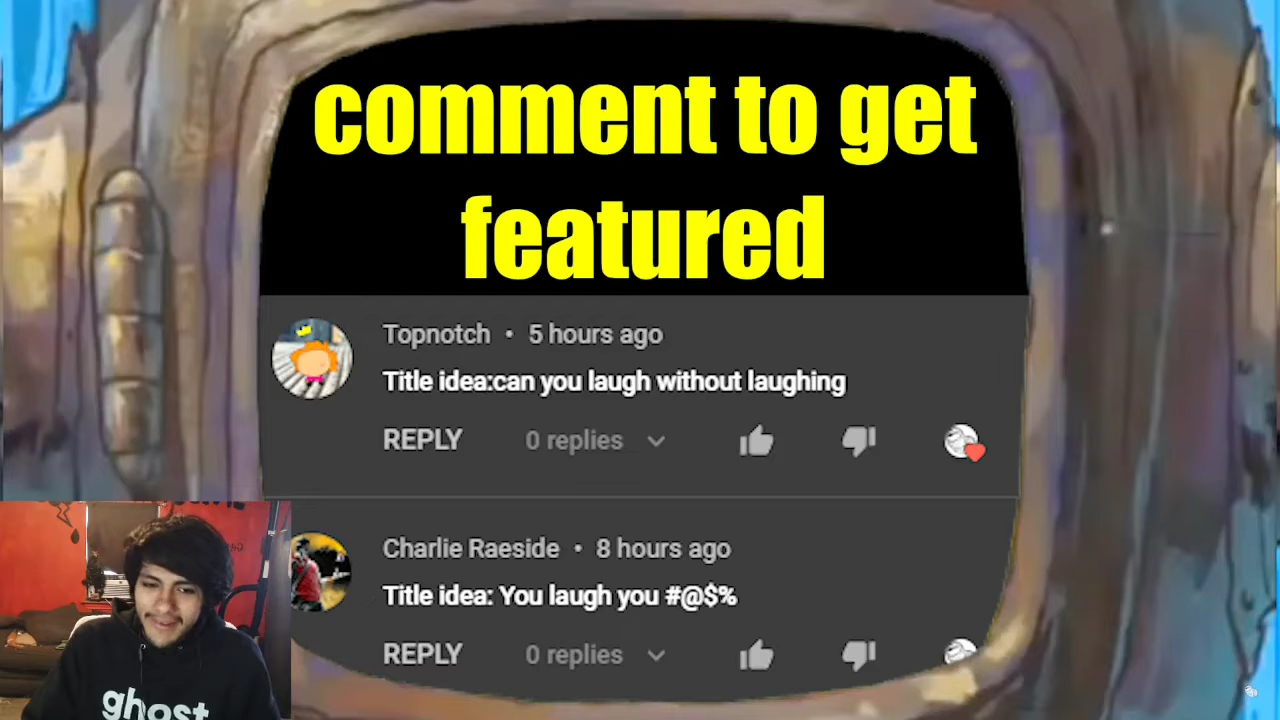 comment to get
featured
Topnotch • 5 hours ago
Title idea:can you laugh without laughing
REPLY 0 replies
Charlie Raeside • 8 hours ago
Title idea: You laugh you #@$%
REPLY 0 replies
ghost